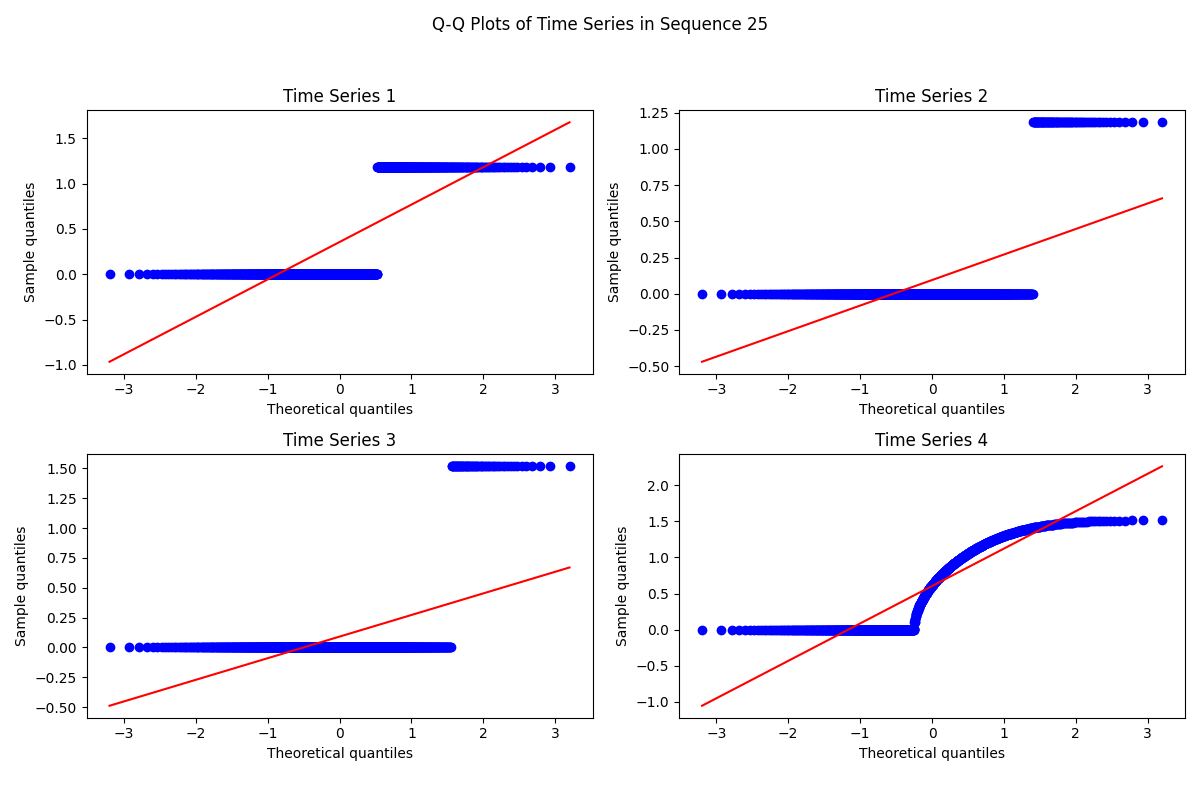 Q-Q Plots of Time Series in Sequence 25
Time Series 1
Sample quantiles
1.5
1.0
0.5
0.0
−0.5
−1.0
−3 −2 −1 0 1 2 3
Theoretical quantiles
Time Series 2
Sample quantiles
1.25
1.00
0.75
0.50
0.25
0.00
−0.25
−0.50
−3 −2 −1 0 1 2 3
Theoretical quantiles
Time Series 3
Sample quantiles
1.50
1.25
1.00
0.75
0.50
0.25
0.00
−0.25
−0.50
−3 −2 −1 0 1 2 3
Theoretical quantiles
Time Series 4
Sample quantiles
2.0
1.5
1.0
0.5
0.0
−0.5
−1.0
−3 −2 −1 0 1 2 3
Theoretical quantiles